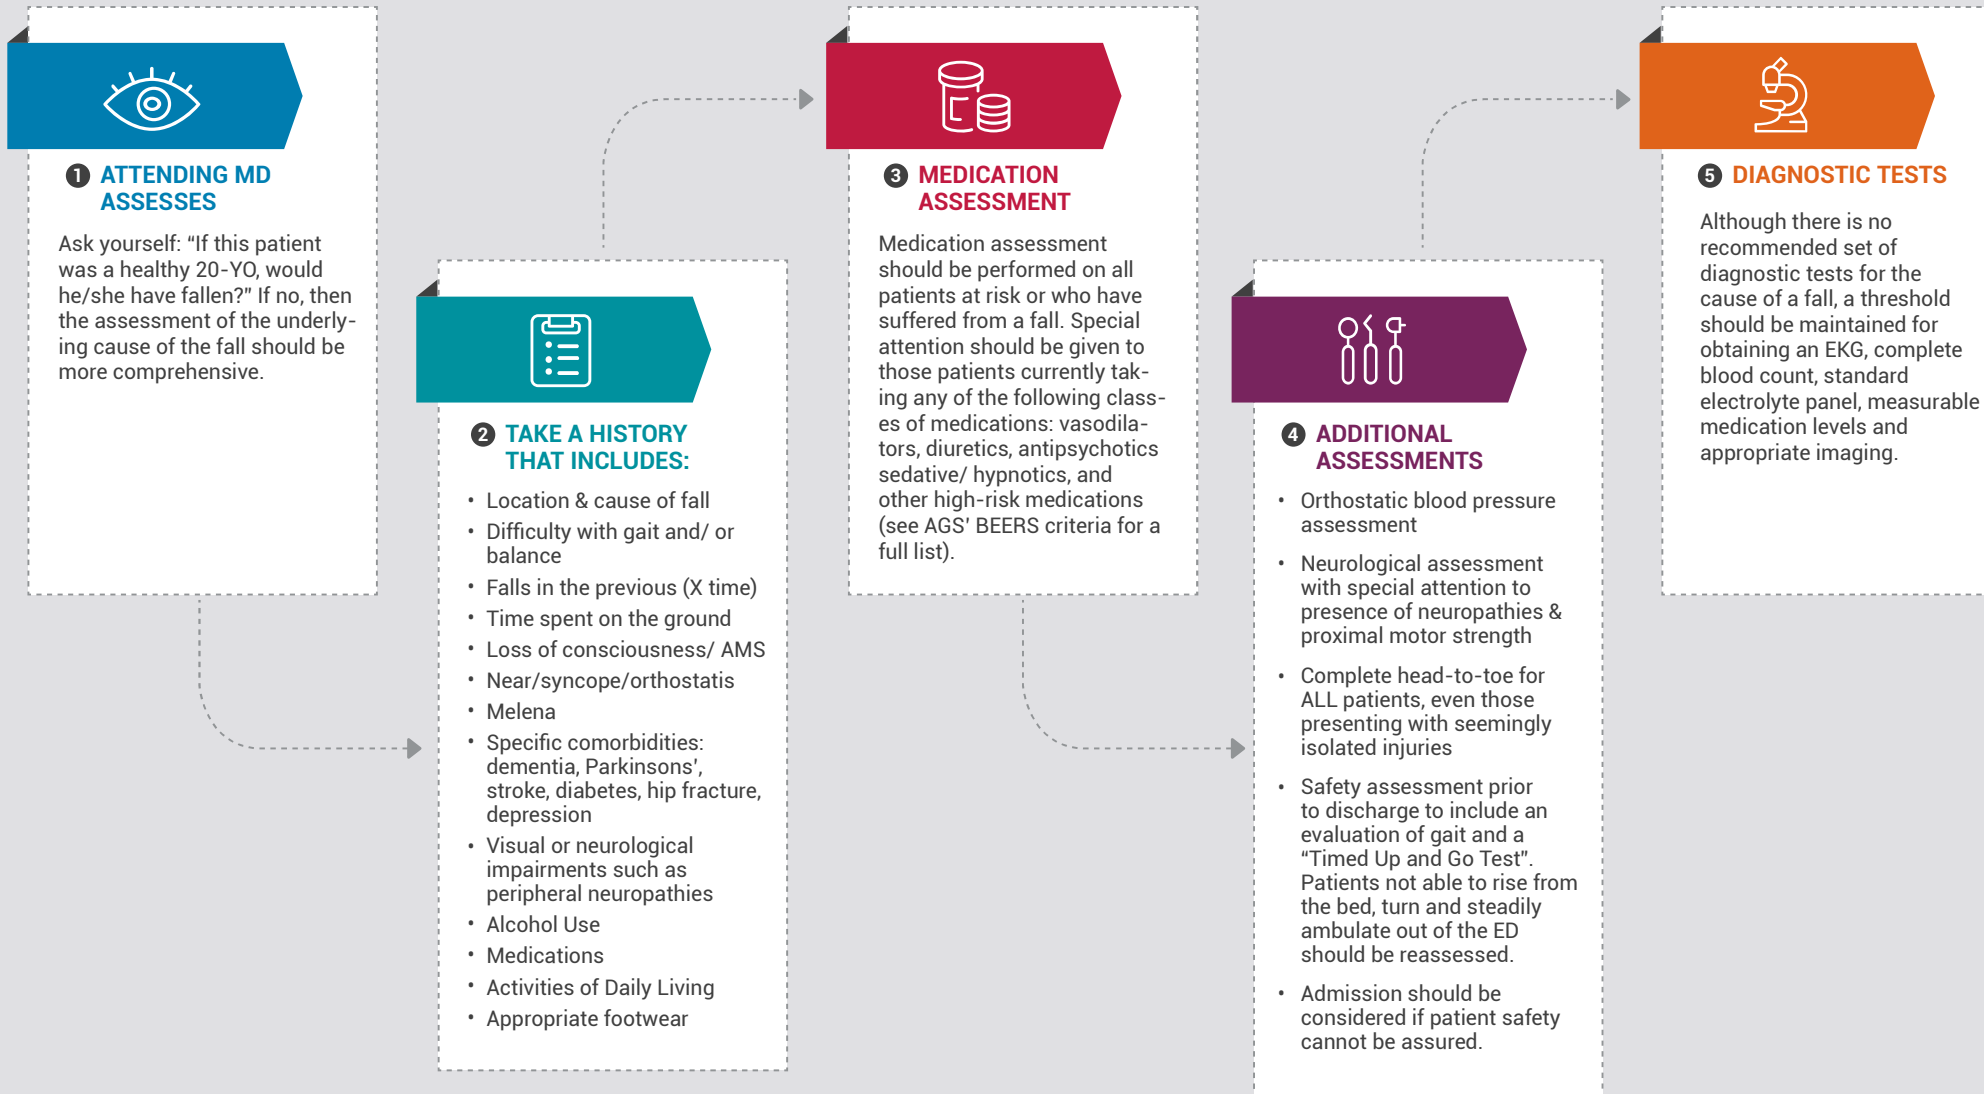 1 ATTENDING MD
ASSESSES
Ask yourself: “If this patient
was a healthy 20-YO, would
he/she have fallen?” If no, then
the assessment of the underly-
ing cause of the fall should be
more comprehensive.
2 TAKE A HISTORY
THAT INCLUDES:
• Location & cause of fall
• Difficulty with gait and/ or
balance
• Falls in the previous (X time)
• Time spent on the ground
• Loss of consciousness/ AMS
• Near/syncope/orthostatis
• Melena
• Specific comorbidities:
dementia, Parkinsons’,
stroke, diabetes, hip fracture,
depression
• Visual or neurological
impairments such as
peripheral neuropathies
• Alcohol Use
• Medications
• Activities of Daily Living
• Appropriate footwear
3 MEDICATION
ASSESSMENT
Medication assessment
should be performed on all
patients at risk or who have
suffered from a fall. Special
attention should be given to
those patients currently tak-
ing any of the following class-
es of medications: vasodila-
tors, diuretics, antipsychotics
sedative/ hypnotics, and
other high-risk medications
(see AGS’ BEERS criteria for a
full list).
4 ADDITIONAL
ASSESSMENTS
• Orthostatic blood pressure
assessment
• Neurological assessment
with special attention to
presence of neuropathies &
proximal motor strength
• Complete head-to-toe for
ALL patients, even those
presenting with seemingly
isolated injuries
• Safety assessment prior
to discharge to include an
evaluation of gait and a
“Timed Up and Go Test”.
Patients not able to rise from
the bed, turn and steadily
ambulate out of the ED
should be reassessed.
• Admission should be
considered if patient safety
cannot be assured.
5 DIAGNOSTIC TESTS
Although there is no
recommended set of
diagnostic tests for the
cause of a fall, a threshold
should be maintained for
obtaining an EKG, complete
blood count, standard
electrolyte panel, measurable
medication levels and
appropriate imaging.